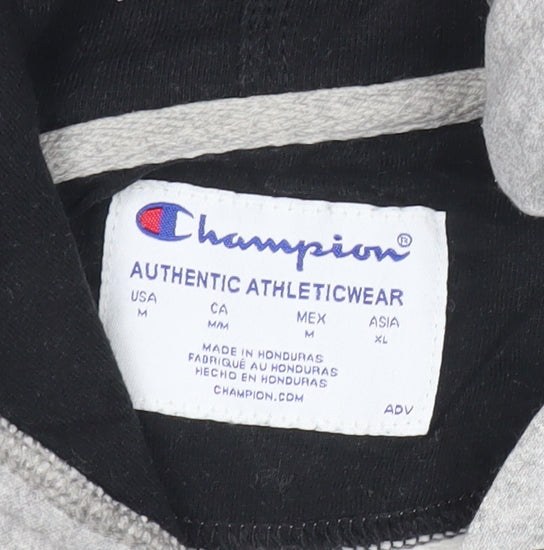 Champion®
AUTHENTIC ATHLETICWEAR
USA CA MEX ASIA
M M/M M XL
MADE IN HONDURAS
FABRIQUÉ AU HONDURAS
HECHO EN HONDURAS
CHAMPION.COM
ADV